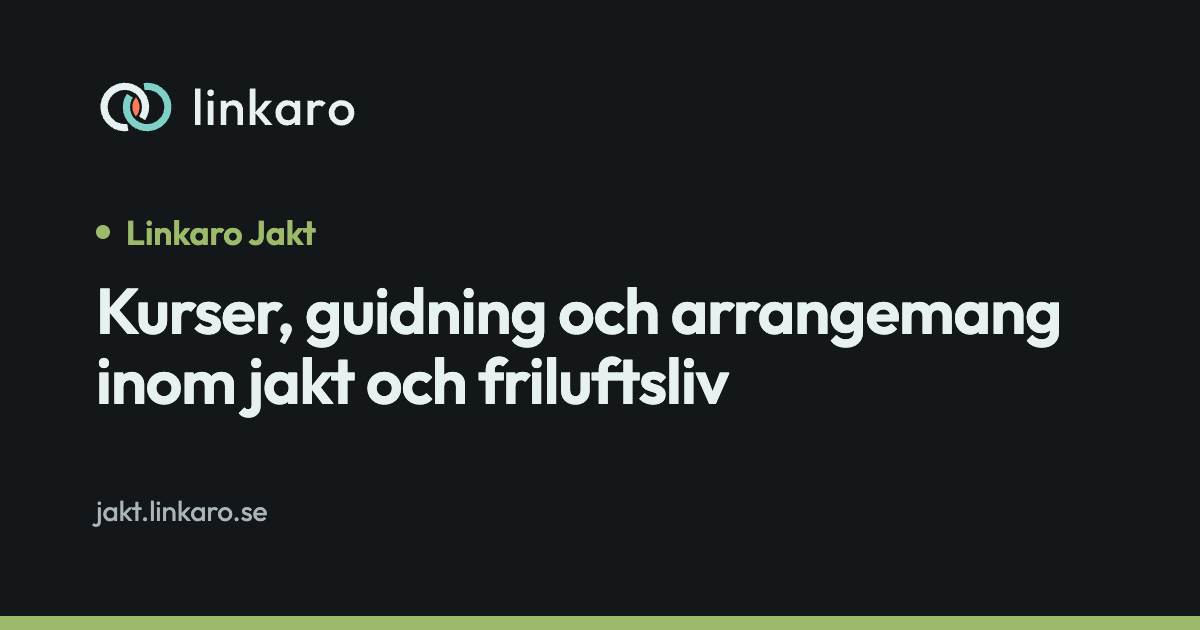 linkaro
Linkaro Jakt
Kurser, guidning och arrangemang
inom jakt och friluftsliv
jakt.linkaro.se